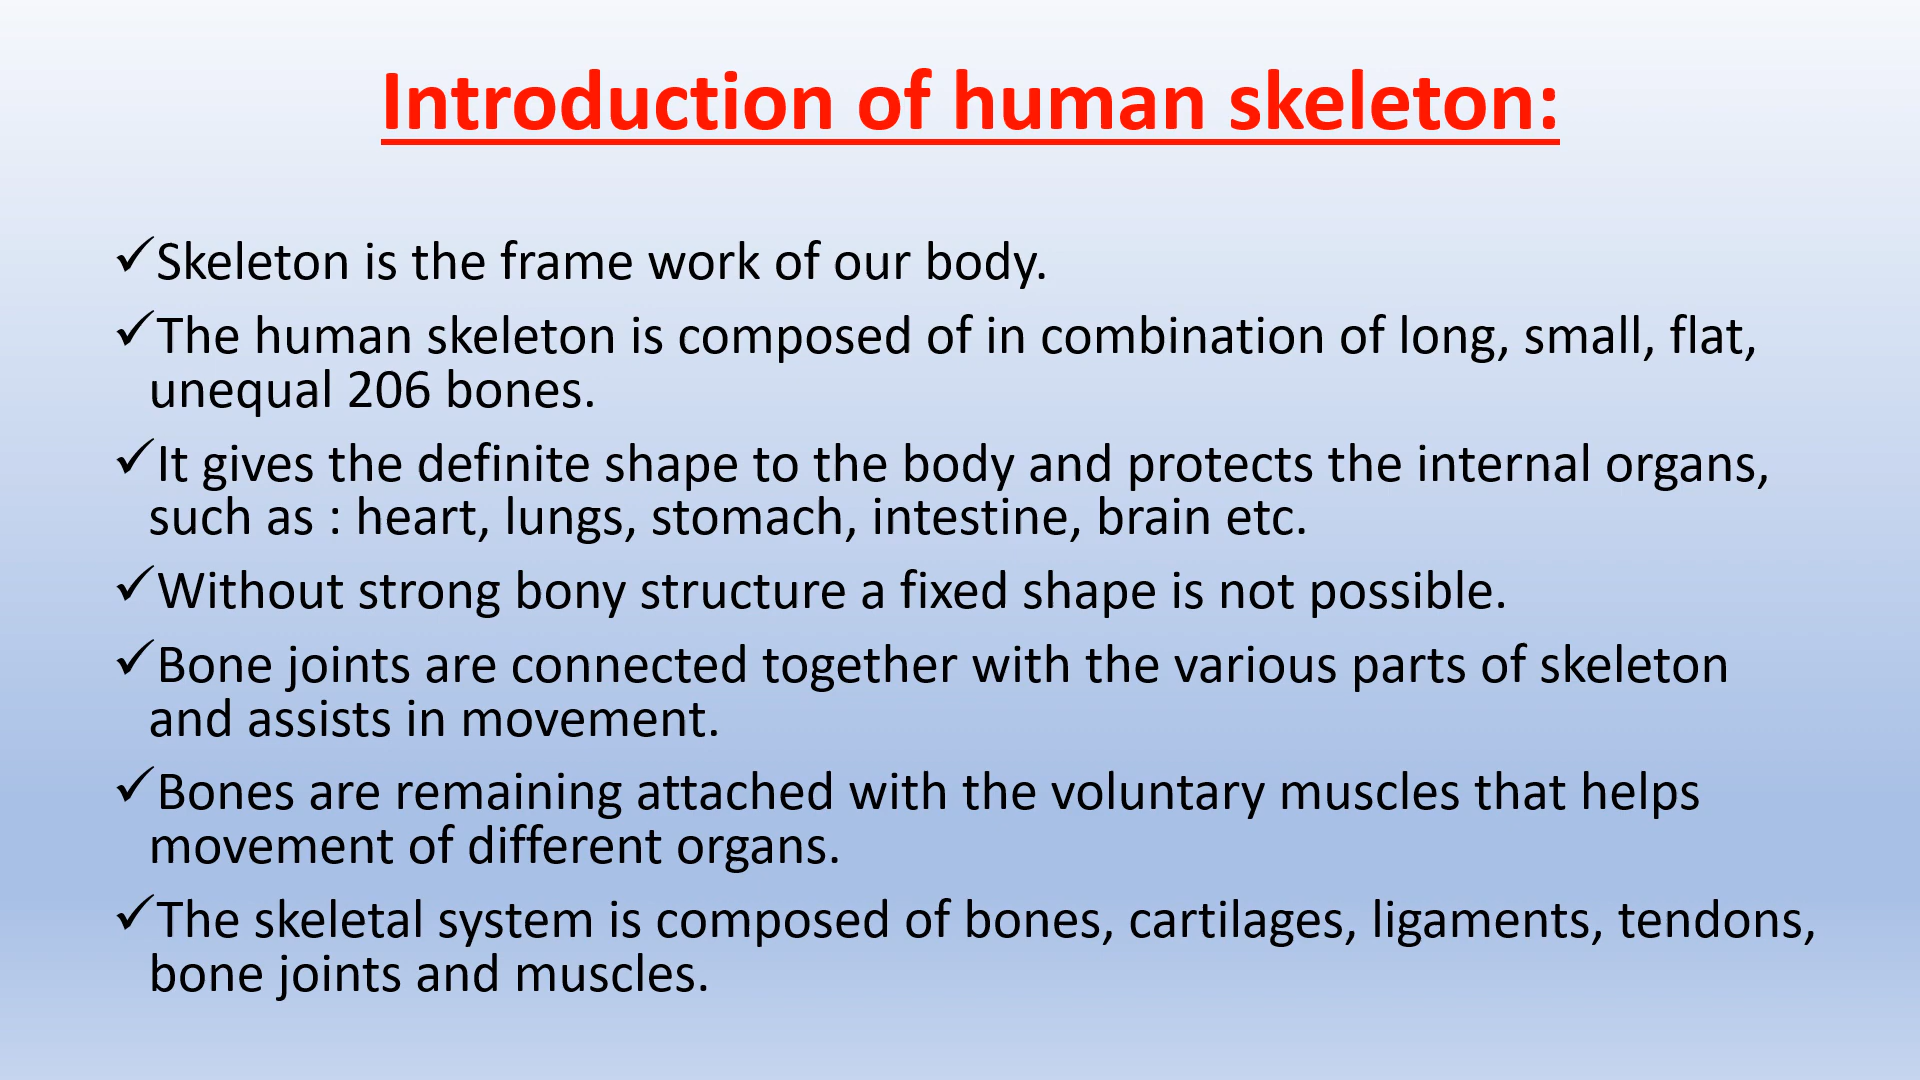 Introduction of human skeleton:
✓Skeleton is the frame work of our body.
✓The human skeleton is composed of in combination of long, small, flat,
unequal 206 bones.
✓It gives the definite shape to the body and protects the internal organs,
such as : heart, lungs, stomach, intestine, brain etc.
✓Without strong bony structure a fixed shape is not possible.
✓Bone joints are connected together with the various parts of skeleton
and assists in movement.
✓Bones are remaining attached with the voluntary muscles that helps
movement of different organs.
✓The skeletal system is composed of bones, cartilages, ligaments, tendons,
bone joints and muscles.